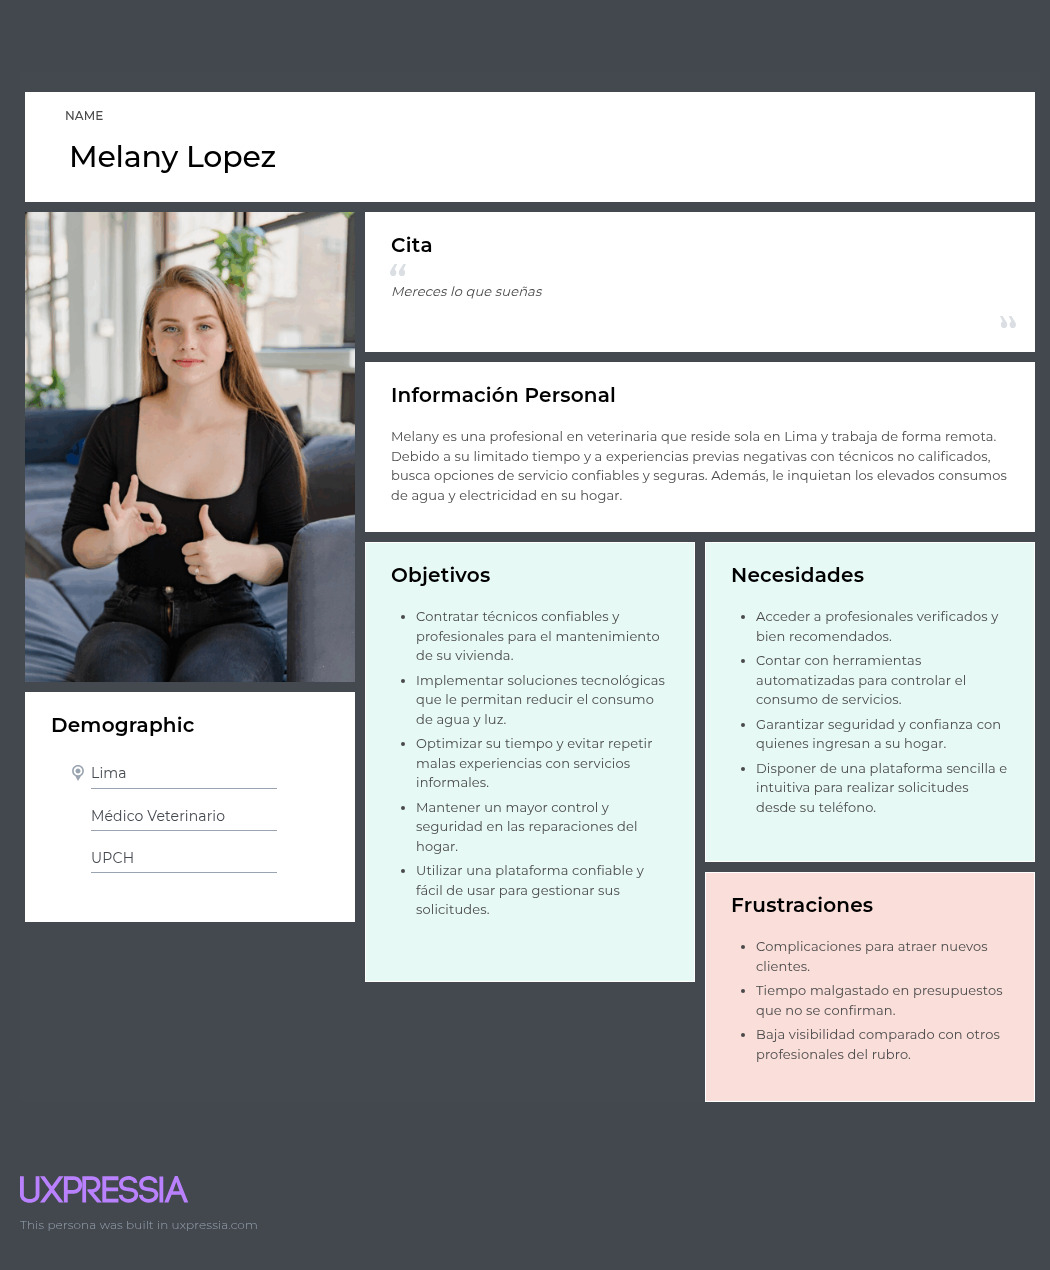 NAME
Melany Lopez
Cita
“
Mereces lo que sueñas
”
Información Personal
Melany es una profesional en veterinaria que reside sola en Lima y trabaja de forma remota.
Debido a su limitado tiempo y a experiencias previas negativas con técnicos no calificados,
busca opciones de servicio confiables y seguras. Además, le inquietan los elevados consumos
de agua y electricidad en su hogar.
Demographic
Lima
Médico Veterinario
UPCH
Objetivos
• Contratar técnicos confiables y
profesionales para el mantenimiento
de su vivienda.
• Implementar soluciones tecnológicas
que le permitan reducir el consumo
de agua y luz.
• Optimizar su tiempo y evitar repetir
malas experiencias con servicios
informales.
• Mantener un mayor control y
seguridad en las reparaciones del
hogar.
• Utilizar una plataforma confiable y
fácil de usar para gestionar sus
solicitudes.
Necesidades
• Acceder a profesionales verificados y
bien recomendados.
• Contar con herramientas
automatizadas para controlar el
consumo de servicios.
• Garantizar seguridad y confianza con
quienes ingresan a su hogar.
• Disponer de una plataforma sencilla e
intuitiva para realizar solicitudes
desde su teléfono.
Frustraciones
• Complicaciones para atraer nuevos
clientes.
• Tiempo malgastado en presupuestos
que no se confirman.
• Baja visibilidad comparado con otros
profesionales del rubro.
UXPRESSIA
This persona was built in uxpressia.com